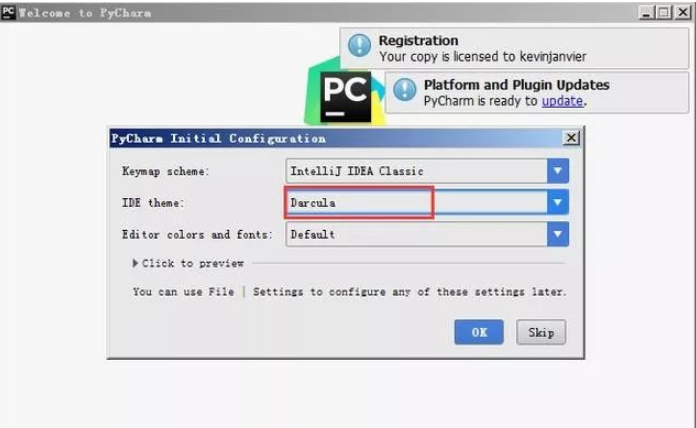 Welcome to PyCharm
Registration
Your copy is licensed to kevinjanvier
Platform and Plugin Updates
PyCharm is ready to update.
PC
PyCharm Initial Configuration
Keymap scheme: IntelliJ IDEA Classic
IDE theme: Darcula
Editor colors and fonts: Default
Click to preview
You can use File | Settings to configure any of these settings later.
OK Skip